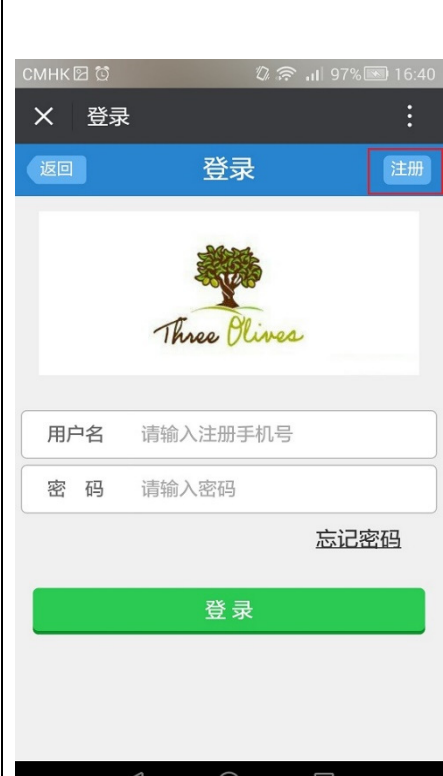 CMHK 97% 16:40
登录
返回 登录 注册
Three Olives
用户名 请输入注册手机号
密 码 请输入密码
忘记密码
登 录